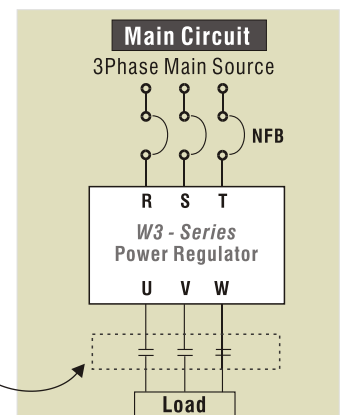 Main Circuit
3Phase Main Source
NFB
R S T
W3 - Series
Power Regulator
U V W
Load